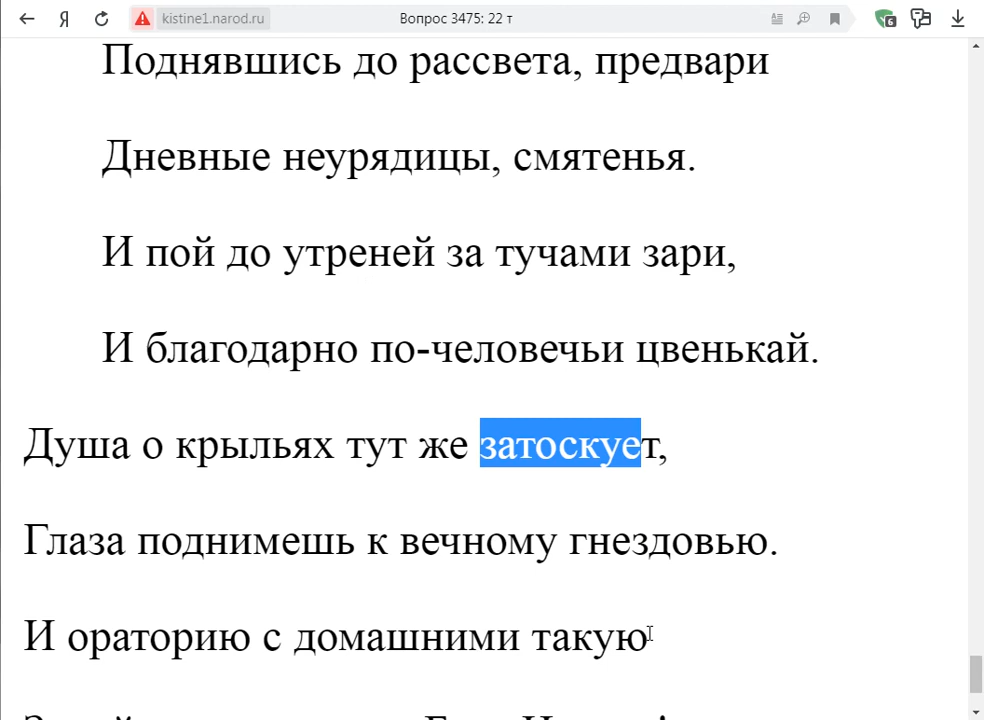 kistine1.narod.ru
Вопрос 3475: 22 т
6
Поднявшись до рассвета, предвари
Дневные неурядицы, смятенья.
И пой до утреней за тучами зари,
И благодарно по-человечьи цвенькай.
Душа о крыльях тут же затоскует,
Глаза поднимешь к вечному гнездовью.
И ораторию с домашними такую